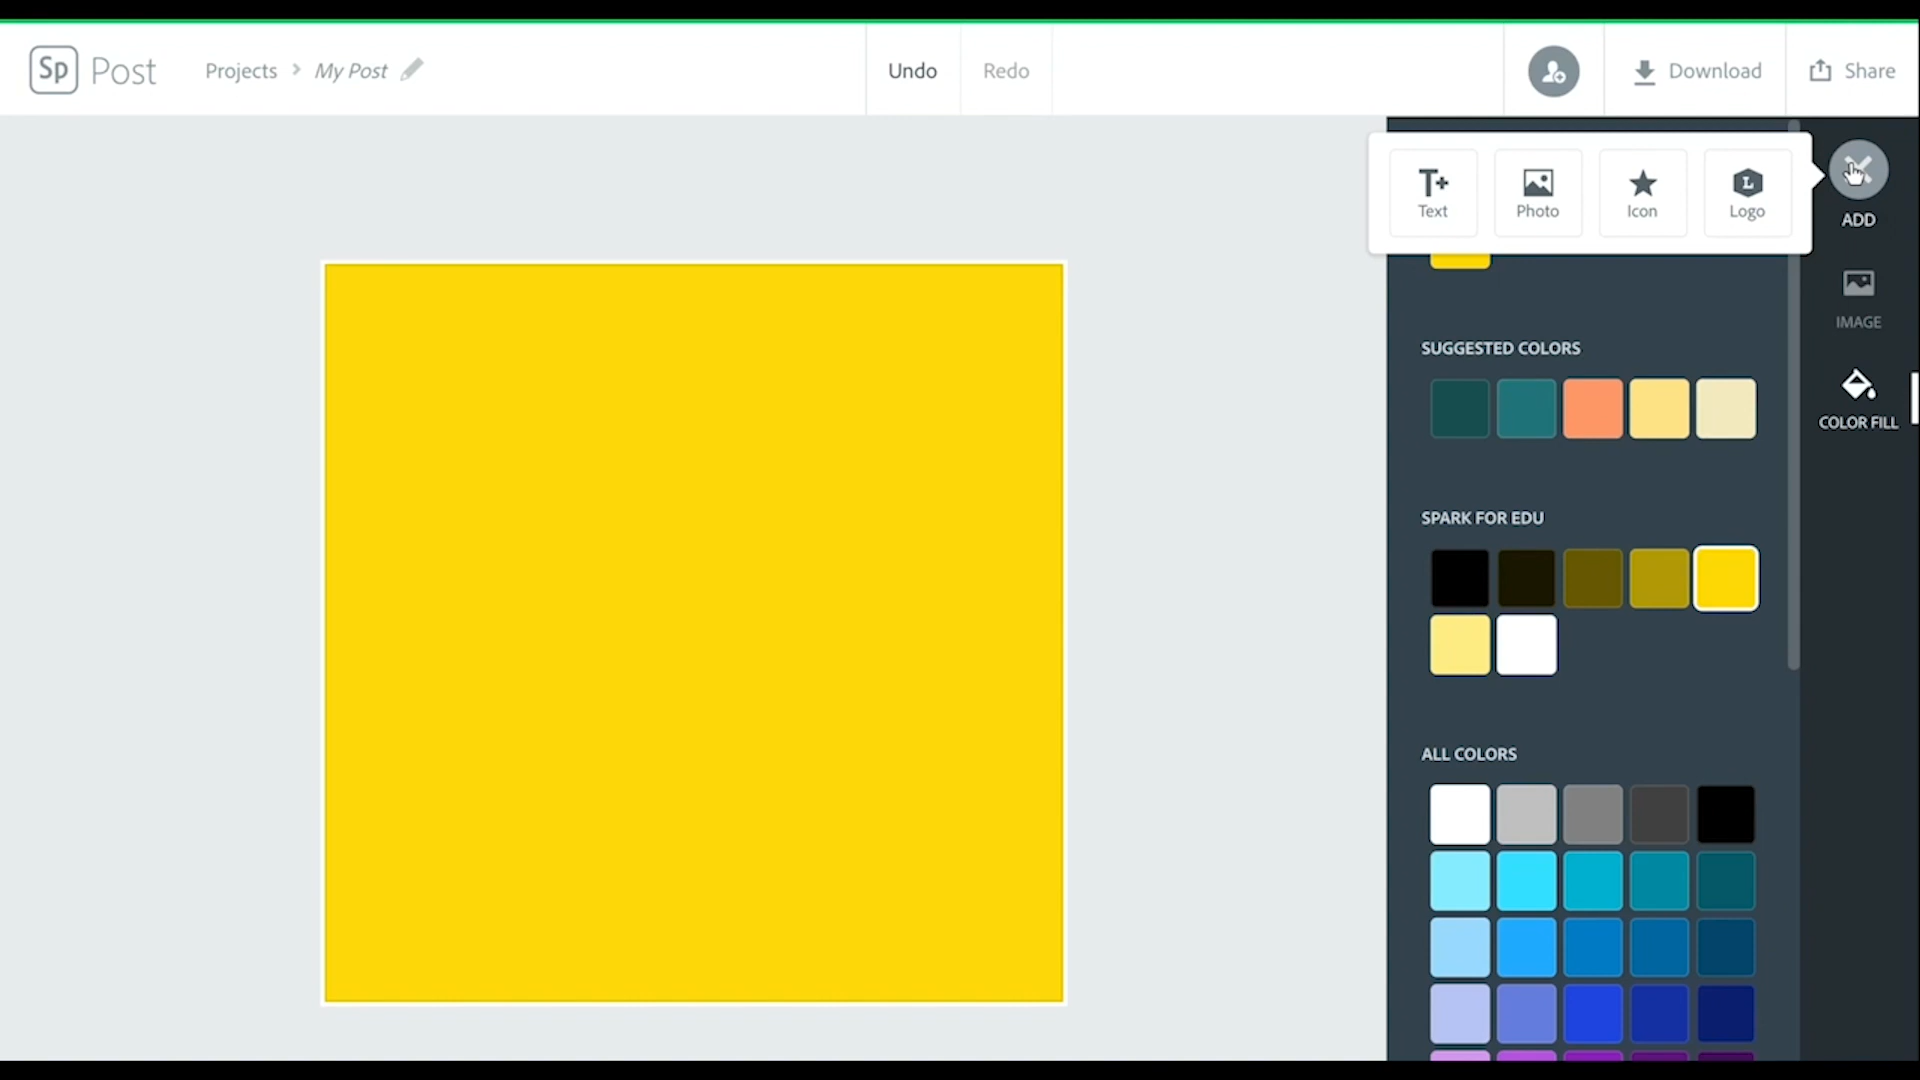 Sp Post Projects > My Post Undo Redo Download Share
Text Photo Icon L Logo
ADD
IMAGE
SUGGESTED COLORS
COLOR FILL
SPARK FOR EDU
ALL COLORS